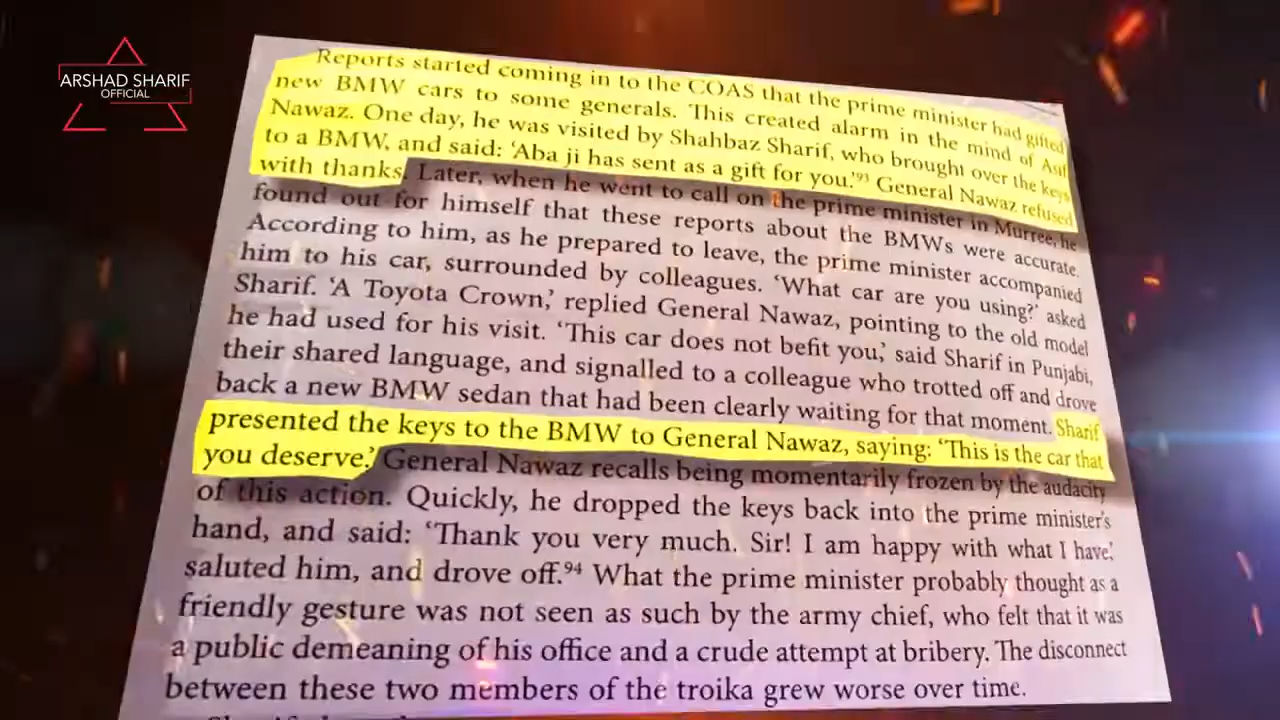 ARSHAD SHARIF
OFFICIAL
Reports started coming in to the COAS that the prime minister had gifted
new BMW cars to some generals. This created alarm in the mind of Asif
Nawaz. One day, he was visited by Shahbaz Sharif, who brought over the keys
to a BMW, and said: ‘Aba ji has sent as a gift for you.’⁹³ General Nawaz refused
with thanks. Later, when he went to call on the prime minister in Murree, he
found out for himself that these reports about the BMWs were accurate.
According to him, as he prepared to leave, the prime minister accompanied
him to his car, surrounded by colleagues. ‘What car are you using?’ asked
Sharif. ‘A Toyota Crown,’ replied General Nawaz, pointing to the old model
he had used for his visit. ‘This car does not befit you,’ said Sharif in Punjabi,
their shared language, and signalled to a colleague who trotted off and drove
back a new BMW sedan that had been clearly waiting for that moment. Sharif
presented the keys to the BMW to General Nawaz, saying: ‘This is the car that
you deserve.’ General Nawaz recalls being momentarily frozen by the audacity
of this action. Quickly, he dropped the keys back into the prime minister’s
hand, and said: ‘Thank you very much. Sir! I am happy with what I have,’
saluted him, and drove off.⁹⁴ What the prime minister probably thought as a
friendly gesture was not seen as such by the army chief, who felt that it was
a public demeaning of his office and a crude attempt at bribery. The disconnect
between these two members of the troika grew worse over time.